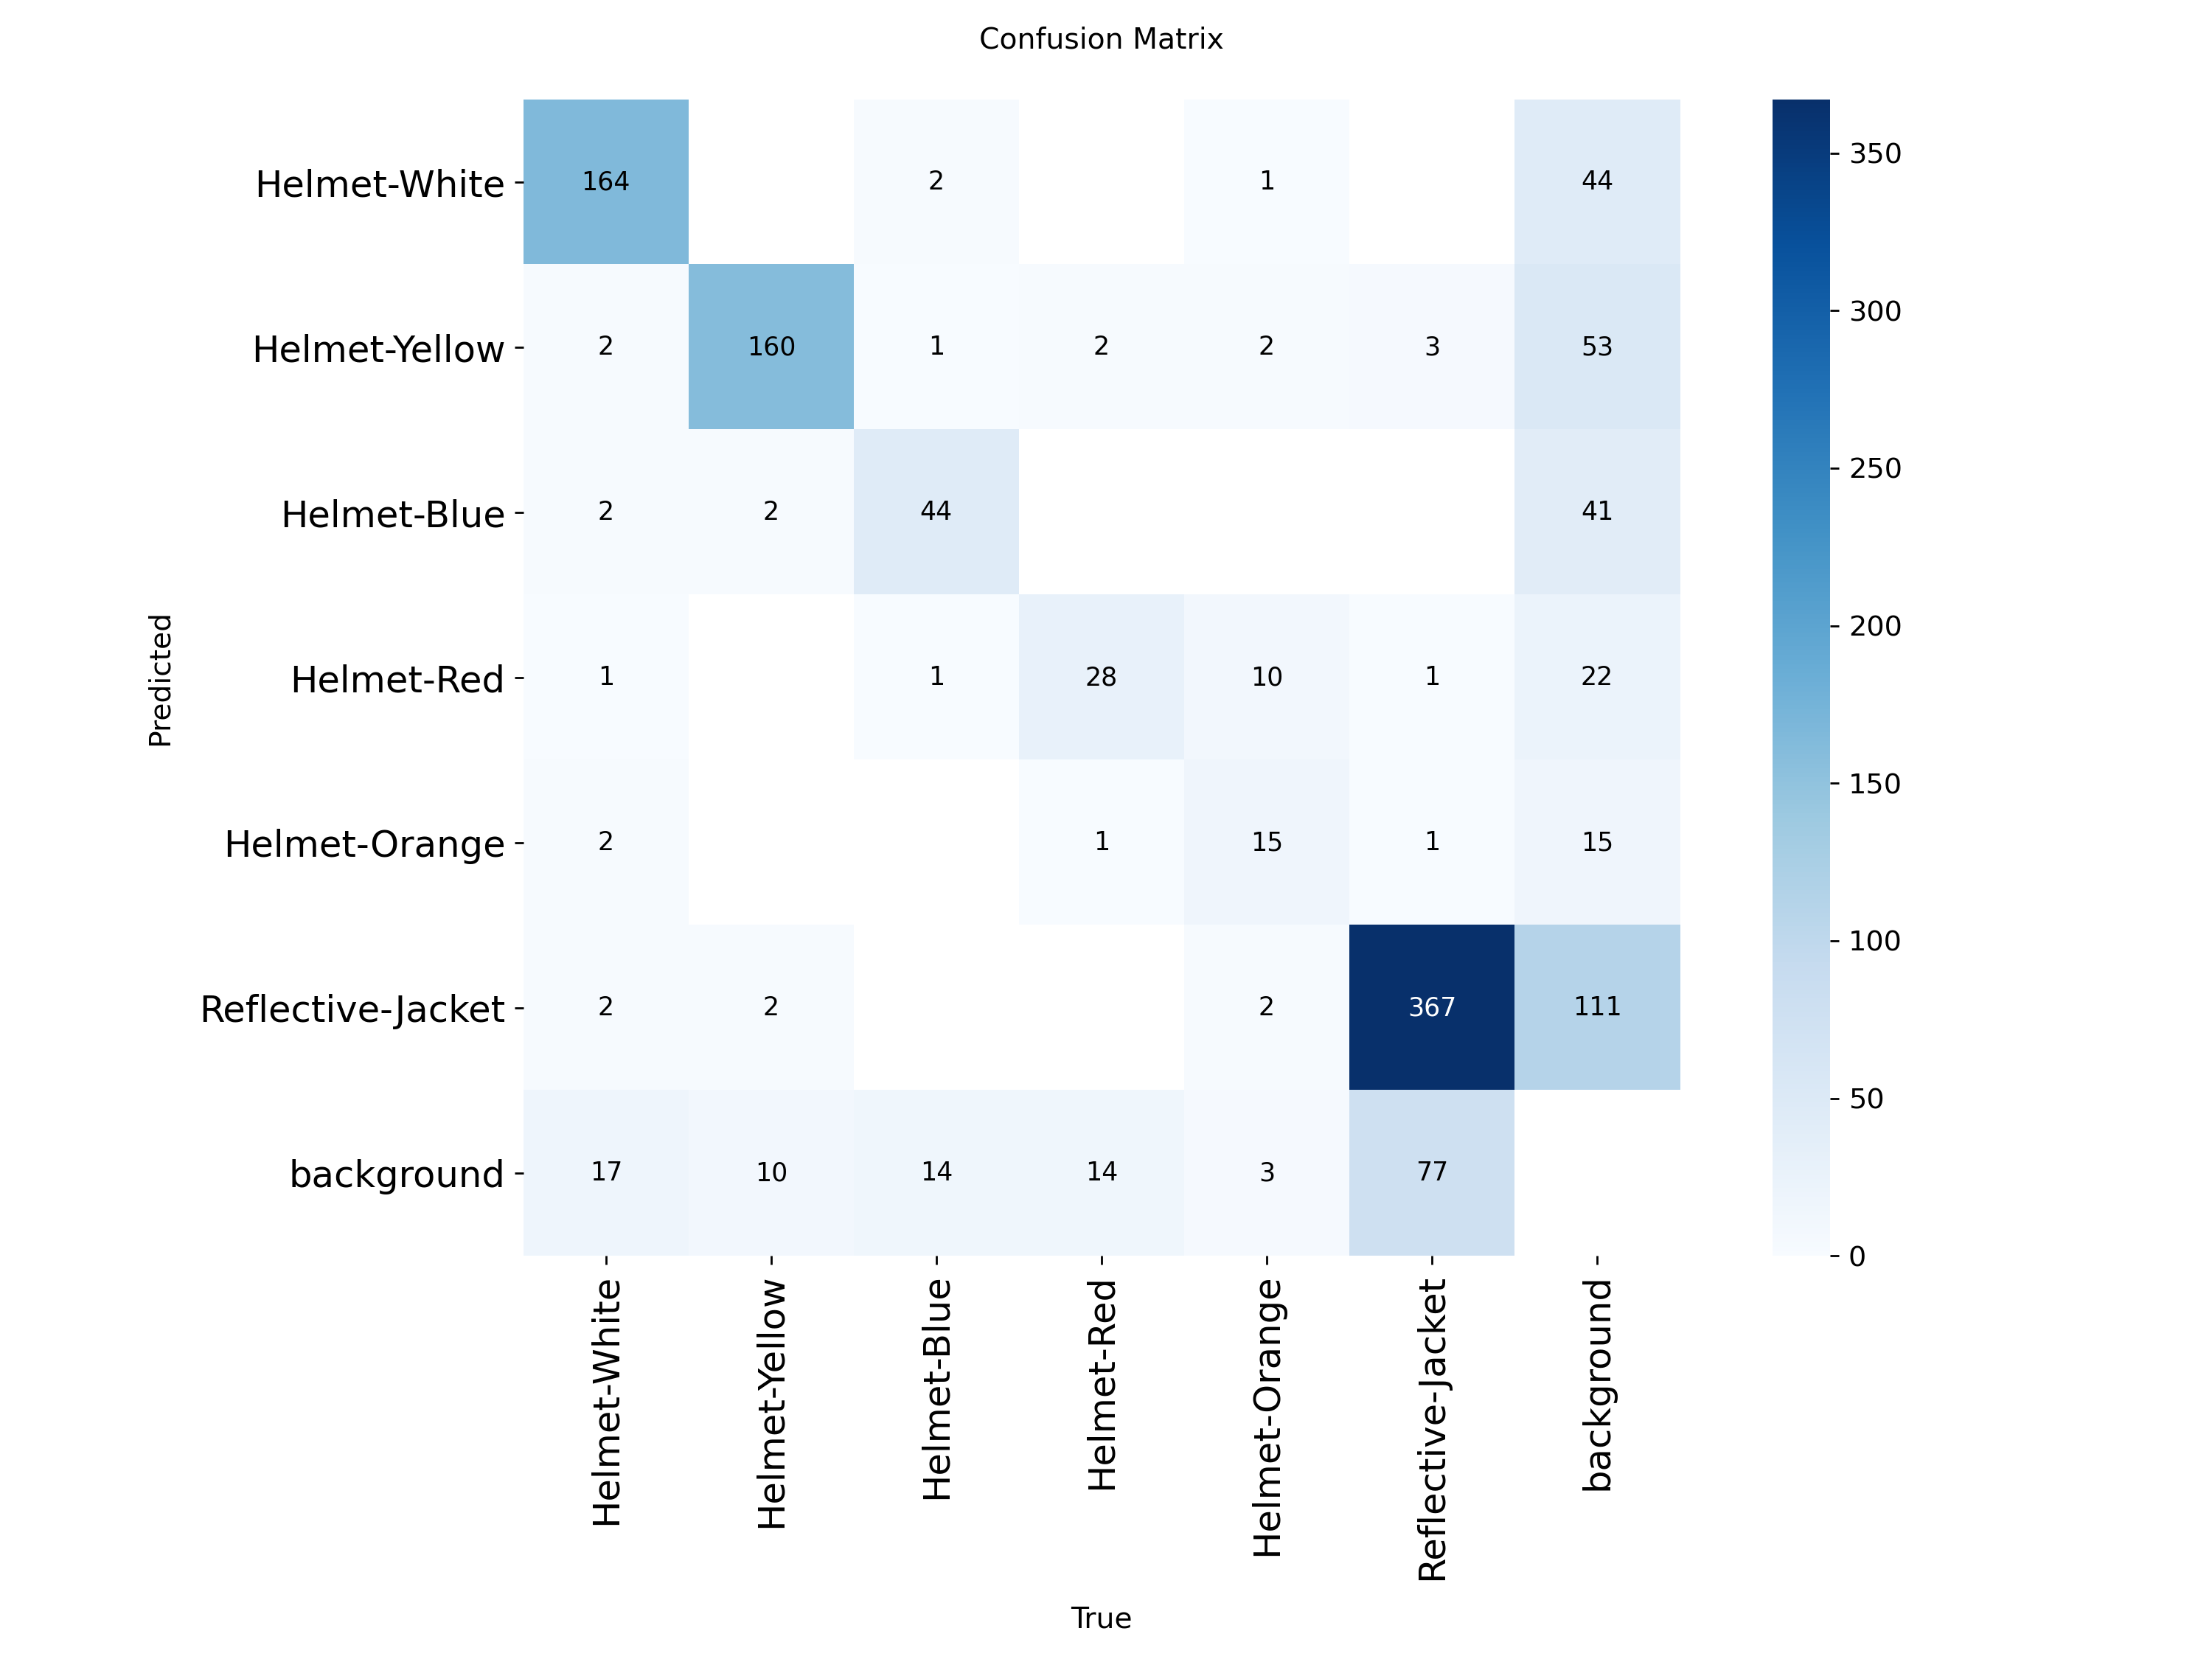 Confusion Matrix
Helmet-White 164 2 1 44
Helmet-Yellow 2 160 1 2 2 3 53
Helmet-Blue 2 2 44 41
Helmet-Red 1 1 28 10 1 22
Helmet-Orange 2 1 15 1 15
Reflective-Jacket 2 2 2 367 111
background 17 10 14 14 3 77
Predicted
Helmet-White
Helmet-Yellow
Helmet-Blue
Helmet-Red
Helmet-Orange
Reflective-Jacket
background
True
350
300
250
200
150
100
50
0